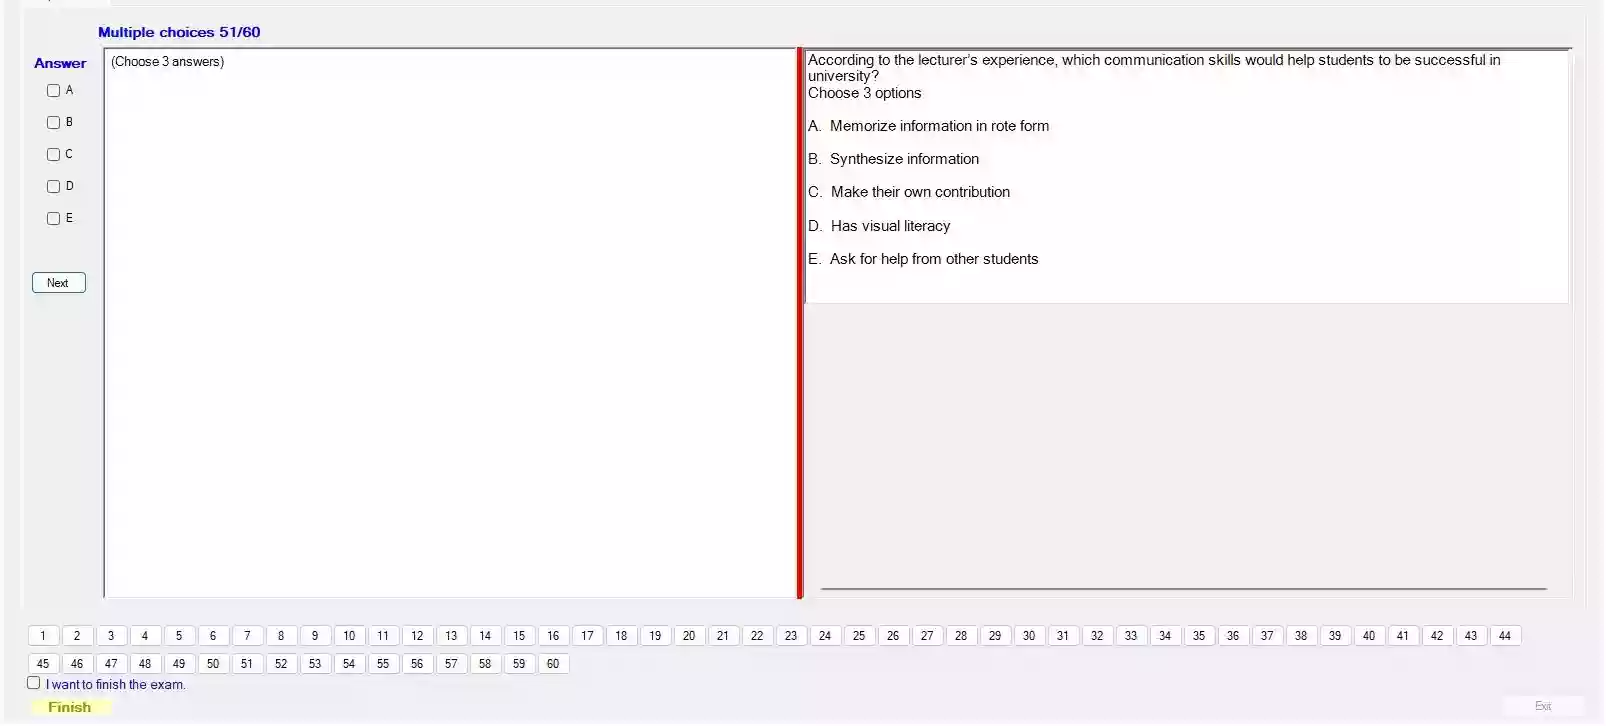 Multiple choices 51/60
Answer
(Choose 3 answers)
A
B
C
D
E
Next
According to the lecturer's experience, which communication skills would help students to be successful in
university?
Choose 3 options
A. Memorize information in rote form
B. Synthesize information
C. Make their own contribution
D. Has visual literacy
E. Ask for help from other students
1 2 3 4 5 6 7 8 9 10 11 12 13 14 15 16 17 18 19 20 21 22 23 24 25 26 27 28 29 30 31 32 33 34 35 36 37 38 39 40 41 42 43 44
45 46 47 48 49 50 51 52 53 54 55 56 57 58 59 60
I want to finish the exam.
Finish
Exit